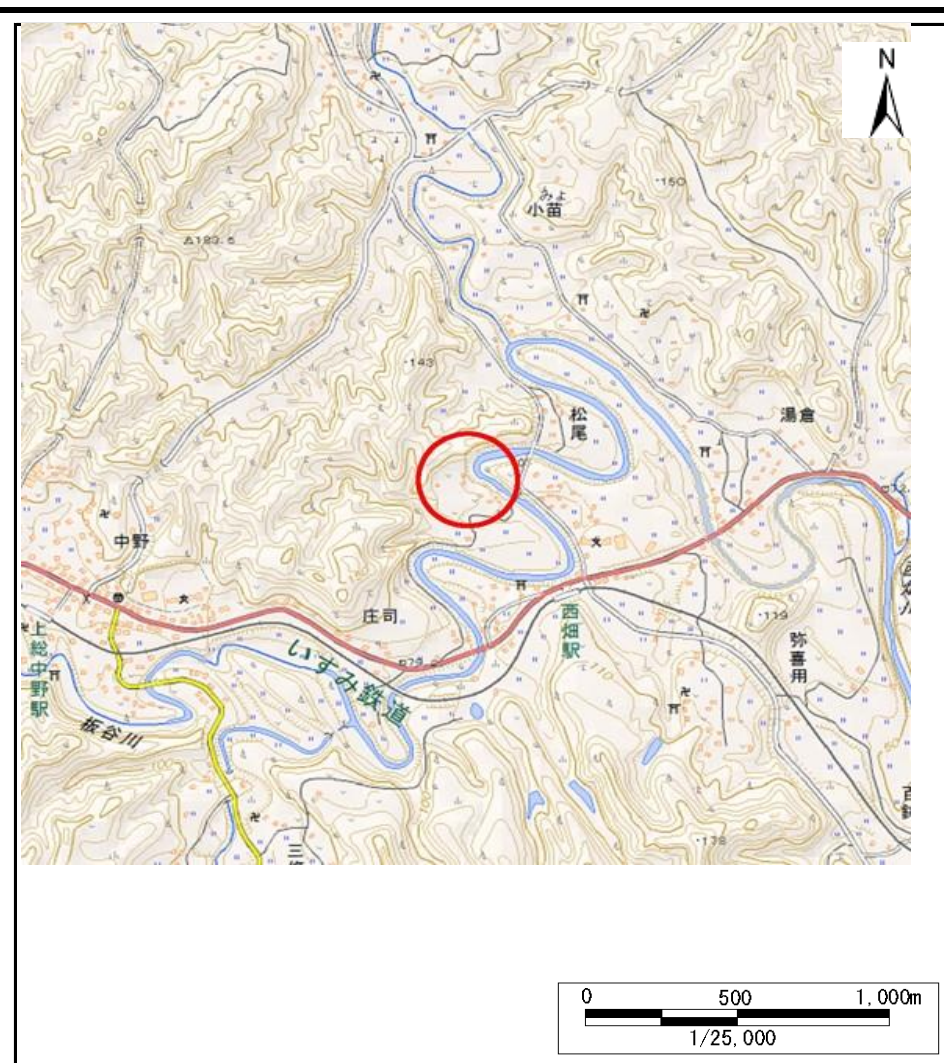 N
・150
みょ
小苗
△183.5
・143
松尾
湯倉
中野
庄司
西畑駅
・119
弥喜用
上総中野駅
いすみ鉄道
板谷川
110
・178
0 500 1,000m
1/25,000